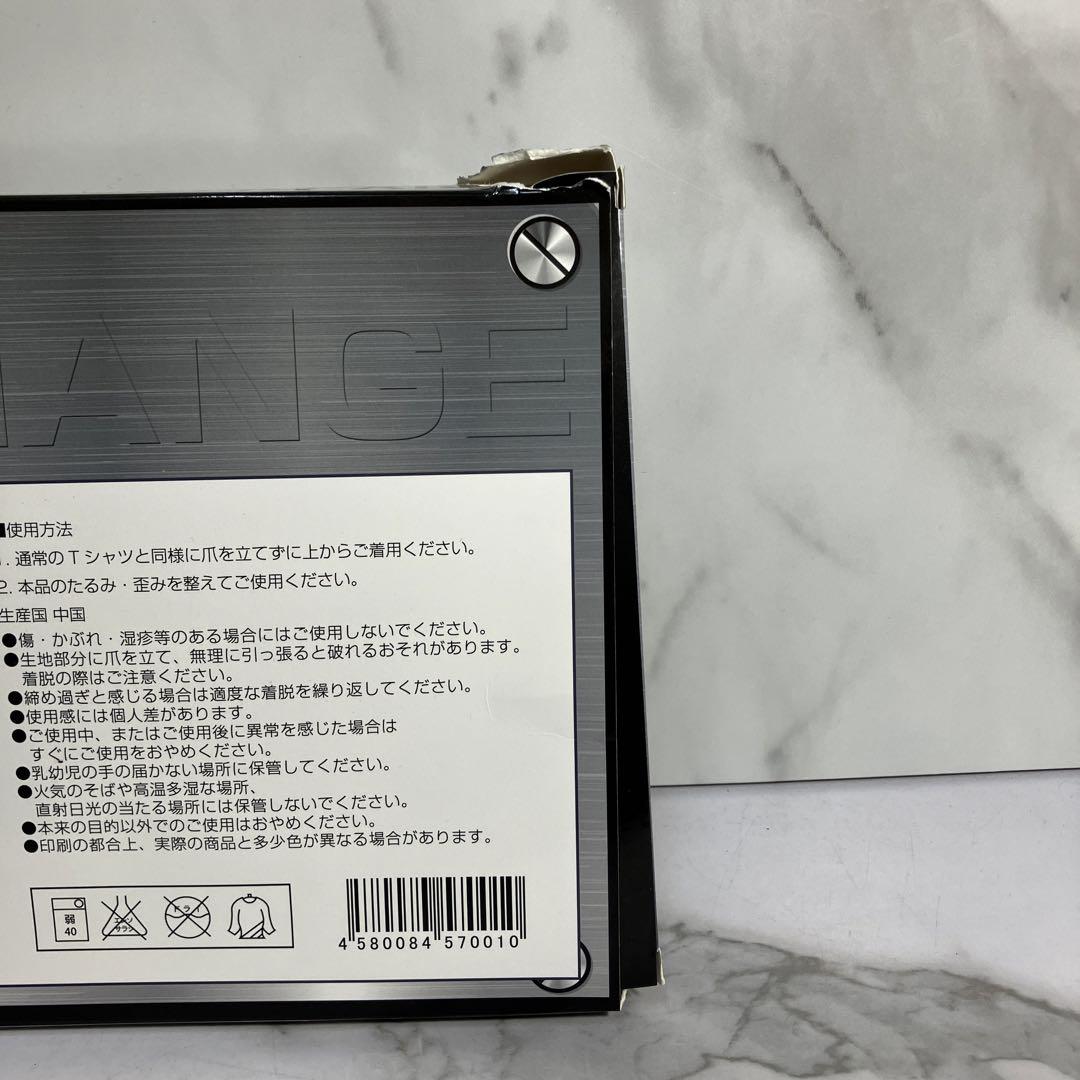 ANGE
■使用方法
1. 通常のTシャツと同様に爪を立てずに上からご着用ください。
2. 本品のたるみ・歪みを整えてご使用ください。
生産国 中国
●傷・かぶれ・湿疹等のある場合にはご使用しないでください。
●生地部分に爪を立て、無理に引っ張ると破れるおそれがあります。
着脱の際はご注意ください。
●締め過ぎと感じる場合は適度な着脱を繰り返してください。
●使用感には個人差があります。
●ご使用中、またはご使用後に異常を感じた場合は
すぐにご使用をおやめください。
●乳幼児の手の届かない場所に保管してください。
●火気のそばや高温多湿な場所、
直射日光の当たる場所には保管しないでください。
●本来の目的以外でのご使用はおやめください。
●印刷の都合上、実際の商品と多少色が異なる場合があります。
弱
40
エンソ
サラシ
ドライ
4 580084 570010